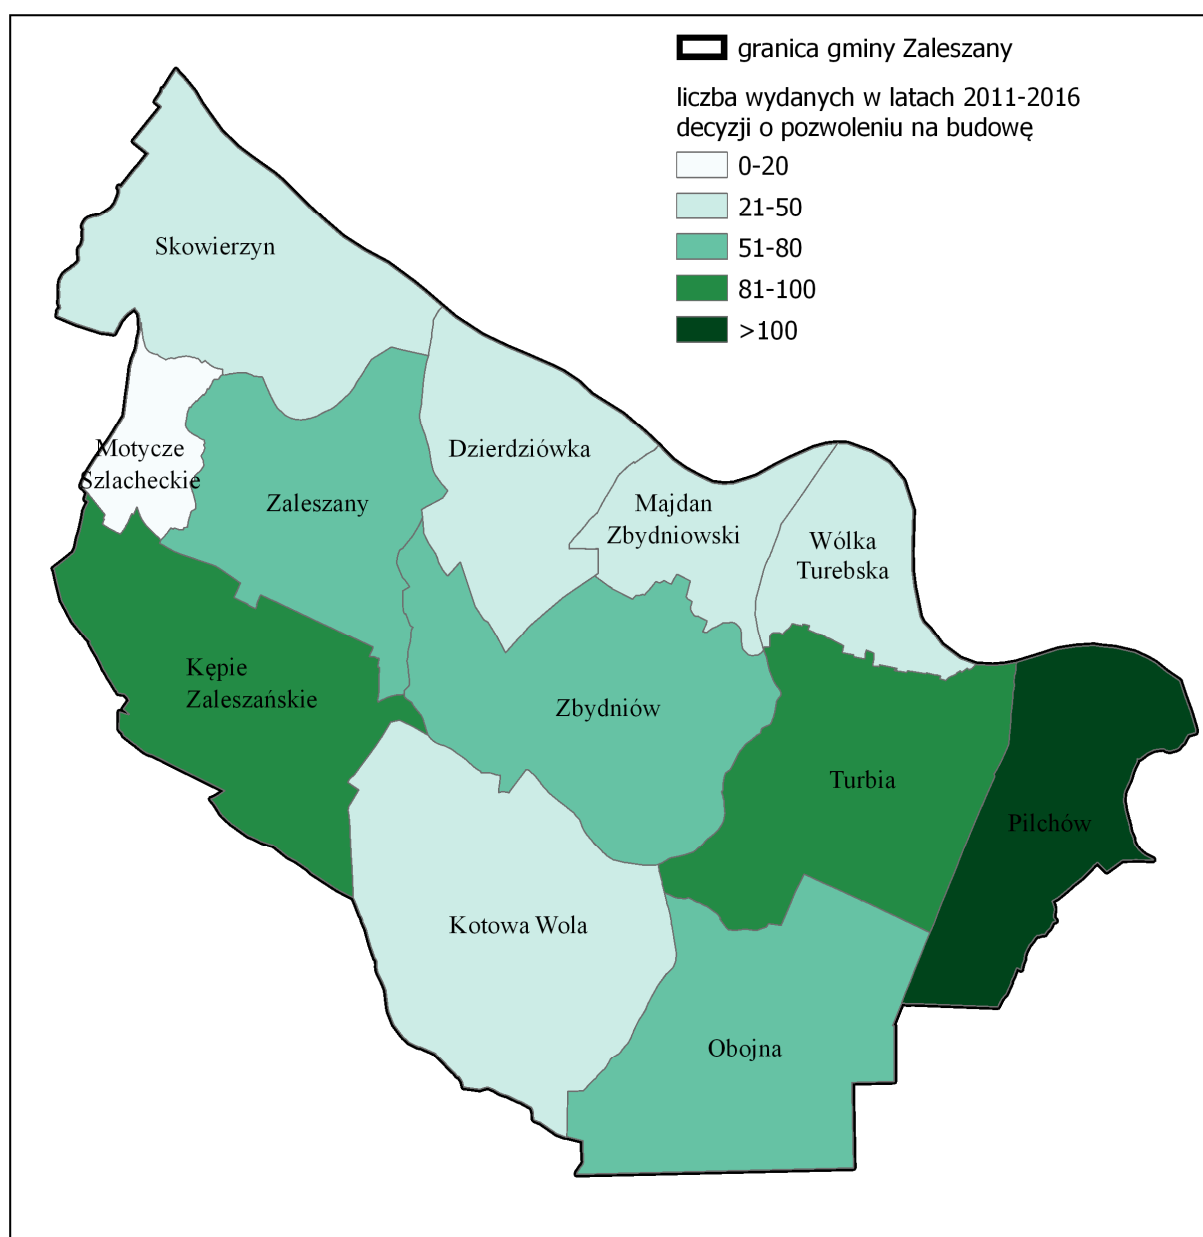 granica gminy Zaleszany
liczba wydanych w latach 2011-2016
decyzji o pozwoleniu na budowę
0-20
21-50
51-80
81-100
>100
Skowierzyn
Motycze
Szlacheckie
Zaleszany
Dzierdziówka
Majdan
Zbydniowski
Wólka
Turebska
Kępie
Zaleszańskie
Zbydniów
Turbia
Pilchów
Kotowa Wola
Obojna